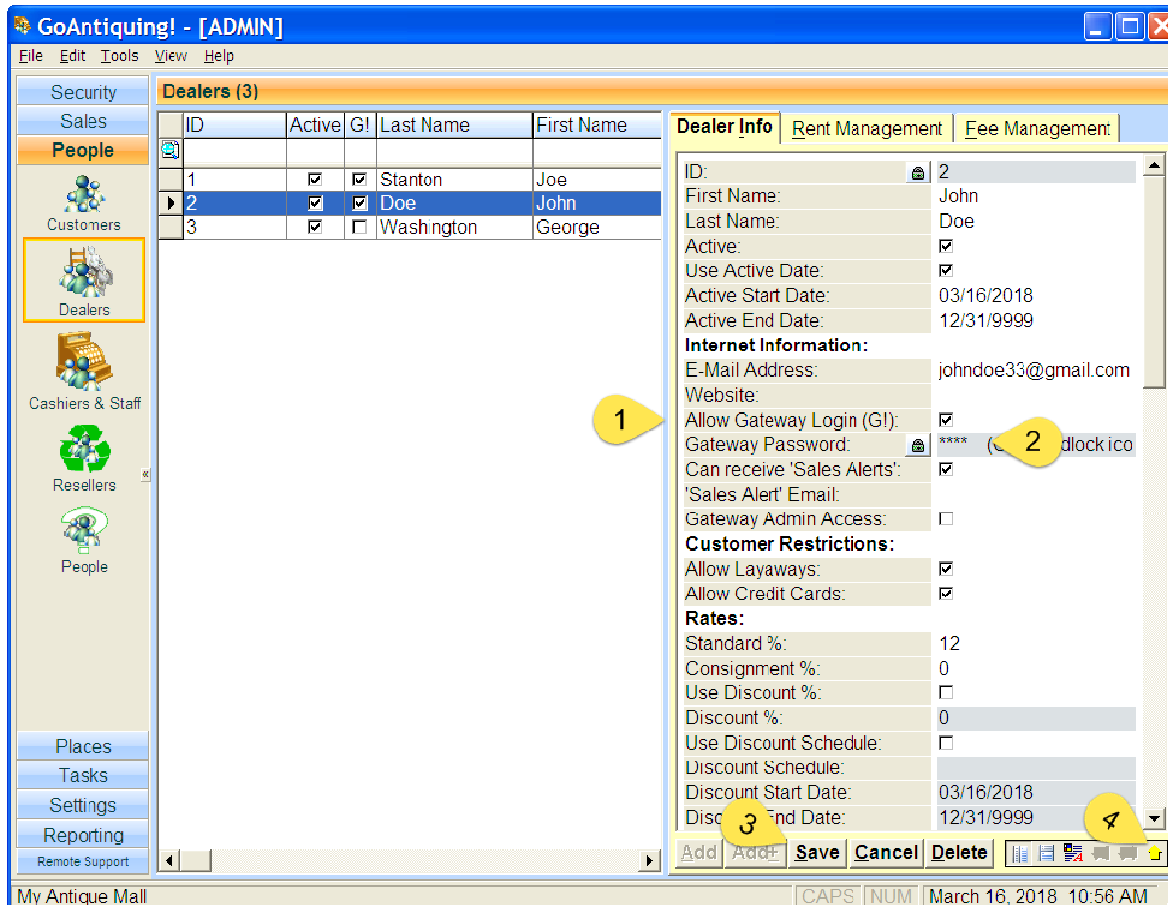 GoAntiquing! - [ADMIN]
File Edit Tools View Help
Security
Sales
People
Customers
Dealers
Cashiers & Staff
Resellers
People
Places
Tasks
Settings
Reporting
Remote Support
Dealers (3)
ID Active G! Last Name First Name
1 Stanton Joe
2 Doe John
3 Washington George
Dealer Info Rent Management Fee Management
ID: 2
First Name: John
Last Name: Doe
Active:
Use Active Date:
Active Start Date: 03/16/2018
Active End Date: 12/31/9999
Internet Information:
E-Mail Address: johndoe33@gmail.com
Website:
1 Allow Gateway Login (G!):
Gateway Password: **** ( 2 dlock ico
Can receive 'Sales Alerts':
'Sales Alert' Email:
Gateway Admin Access:
Customer Restrictions:
Allow Layaways:
Allow Credit Cards:
Rates:
Standard %: 12
Consignment %: 0
Use Discount %:
Discount %: 0
Use Discount Schedule:
Discount Schedule:
Discount Start Date: 03/16/2018
End Date: 12/31/9999
3
4
Add Add+ Save Cancel Delete
My Antique Mall CAPS NUM March 16, 2018 10:56 AM